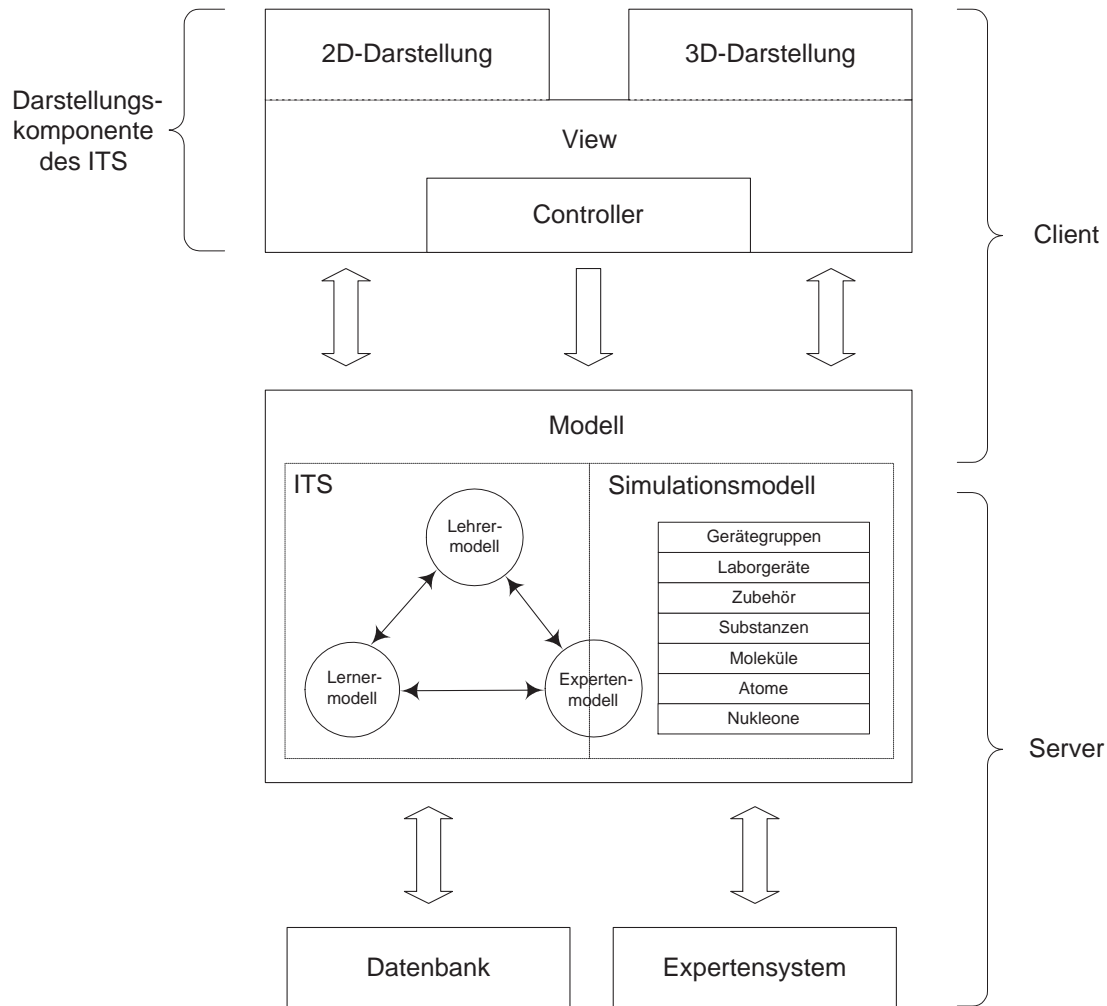 2D-Darstellung
3D-Darstellung
Darstellungs-
komponente
des ITS
View
Controller
Client
Modell
ITS
Simulationsmodell
Lehrer-
modell
Lerner-
modell
Experten-
modell
Gerätegruppen
Laborgeräte
Zubehör
Substanzen
Moleküle
Atome
Nukleone
Server
Datenbank
Expertensystem